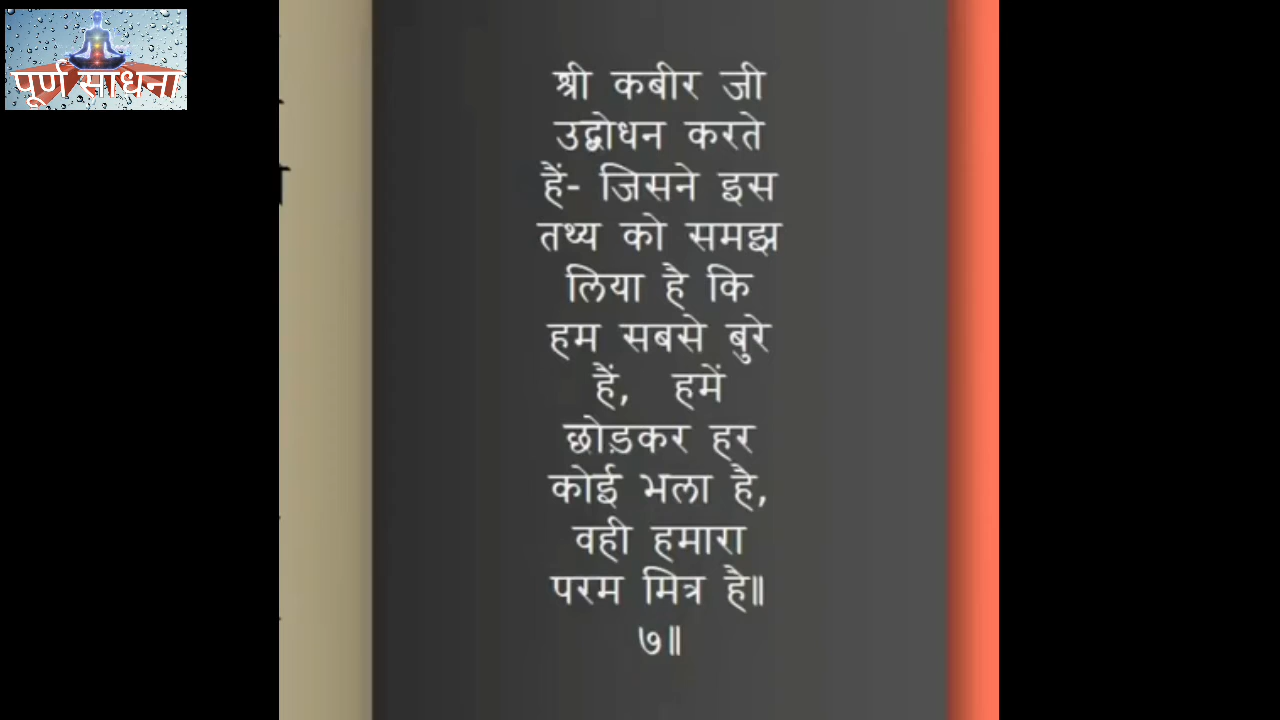 पूर्ण साधना
श्री कबीर जी
उद्बोधन करते
हैं- जिसने इस
तथ्य को समझ
लिया है कि
हम सबसे बुरे
हैं, हमें
छोड़कर हर
कोई भला है,
वही हमारा
परम मित्र है॥
७॥